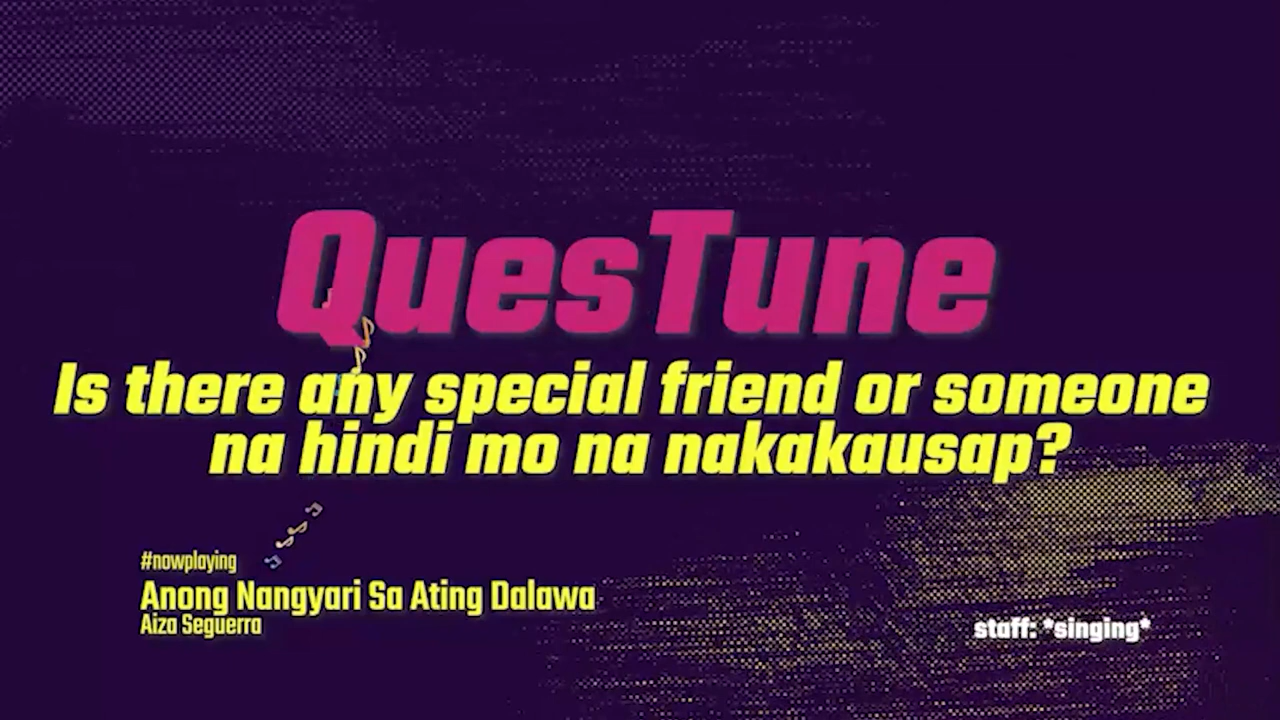 QuesTune
Is there any special friend or someone
na hindi mo na nakakausap?
#nowplaying
Anong Nangyari Sa Ating Dalawa
Aiza Seguerra
staff: *singing*